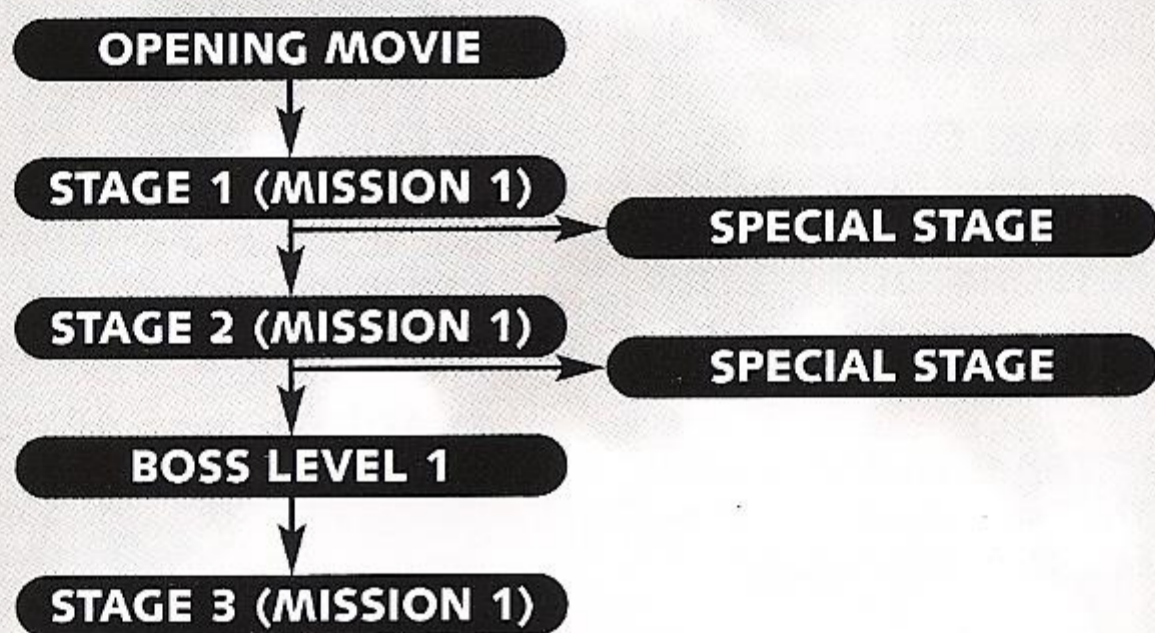 OPENING MOVIE
STAGE 1 (MISSION 1)
SPECIAL STAGE
STAGE 2 (MISSION 1)
SPECIAL STAGE
BOSS LEVEL 1
STAGE 3 (MISSION 1)